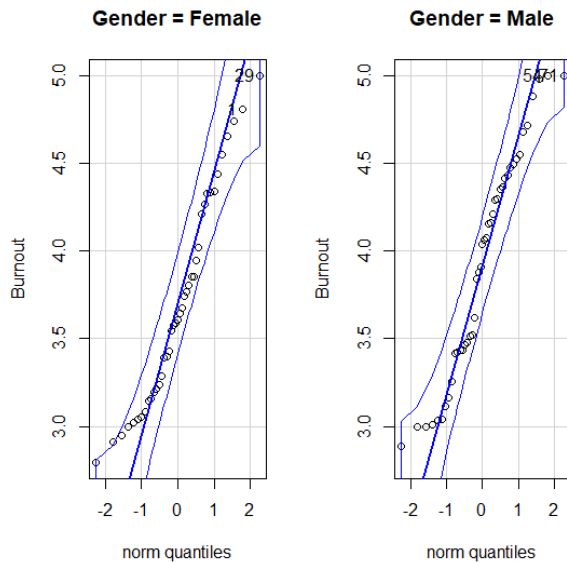 Gender = Female
Burnout
5.0
4.5
4.0
3.5
3.0
29
1
-2 -1 0 1 2
norm quantiles
Gender = Male
Burnout
5.0
4.5
4.0
3.5
3.0
-2 -1 0 1 2
norm quantiles